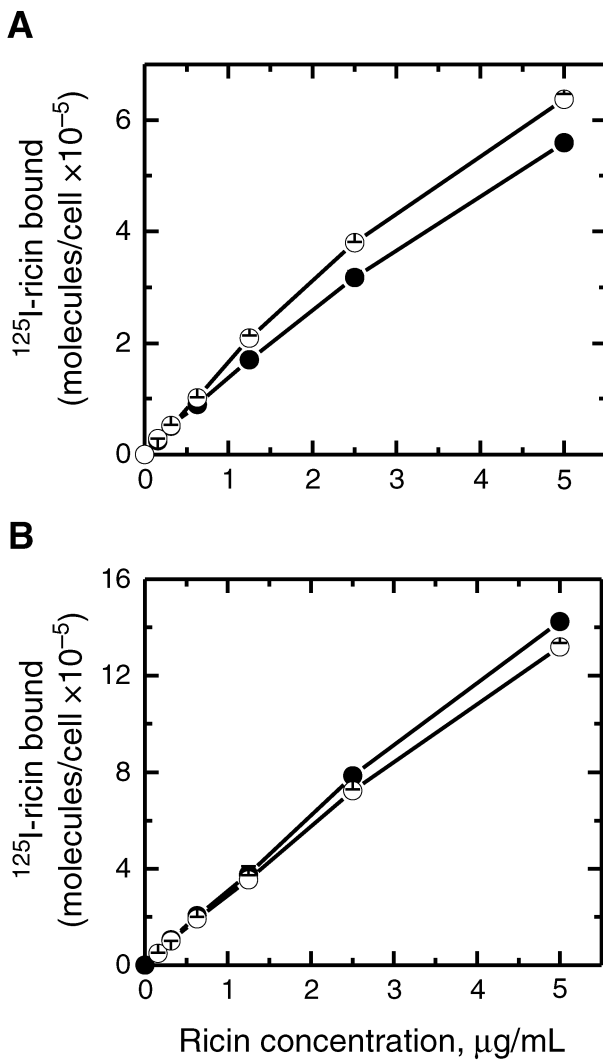 A
¹²⁵I-ricin bound
(molecules/cell ×10⁻⁵)
6
4
2
0
0 1 2 3 4 5
B
¹²⁵I-ricin bound
(molecules/cell ×10⁻⁵)
16
12
8
4
0
0 1 2 3 4 5
Ricin concentration, μg/mL